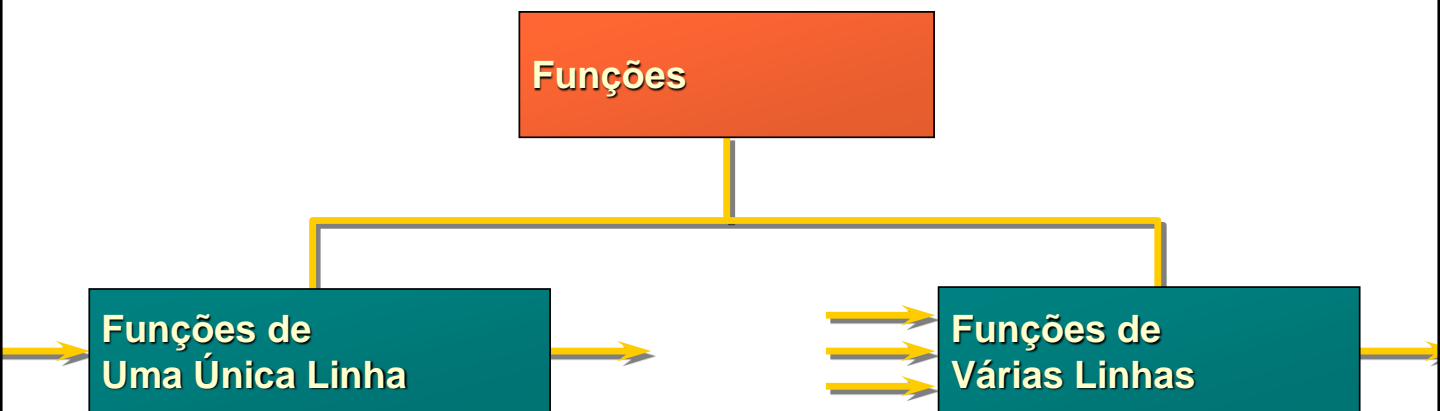 Funções
Funções de
Uma Única Linha
Funções de
Várias Linhas